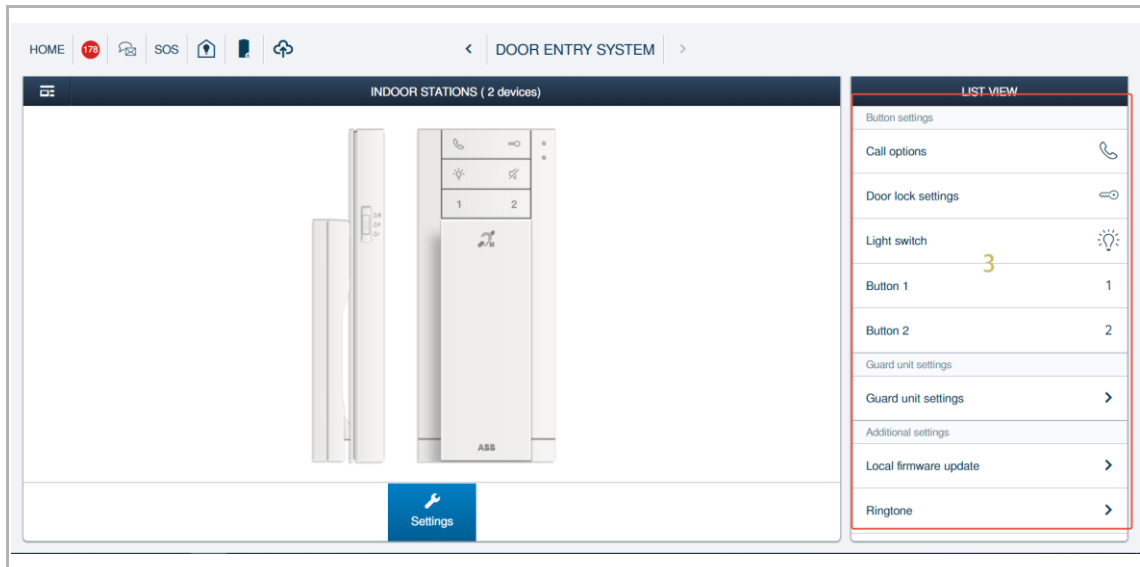 HOME 178 SOS DOOR ENTRY SYSTEM
INDOOR STATIONS ( 2 devices)
LIST VIEW
1 2
ABB
Settings
Button settings
Call options
Door lock settings
Light switch
3
Button 1 1
Button 2 2
Guard unit settings
Guard unit settings
Additional settings
Local firmware update
Ringtone